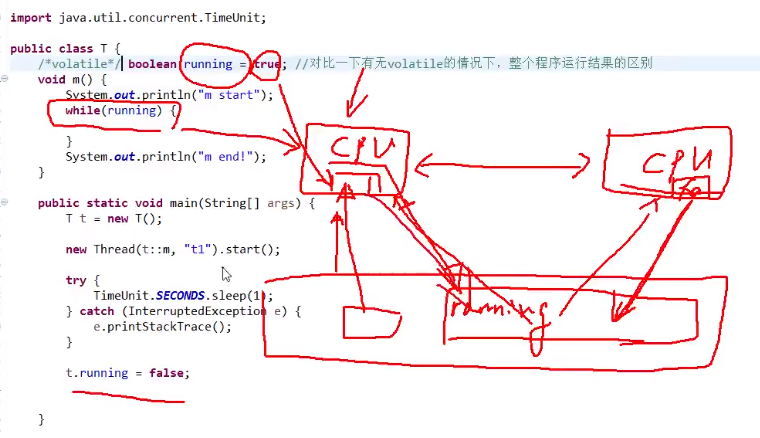 import java.util.concurrent.TimeUnit;
public class T {
/*volatile*/ boolean running = true; //对比一下有无volatile的情况下，整个程序运行结果的区别
void m() {
System.out.println("m start");
while(running) {
}
System.out.println("m end!");
}
public static void main(String[] args) {
T t = new T();
new Thread(t::m, "t1").start();
try {
TimeUnit.SECONDS.sleep(1);
} catch (InterruptedException e) {
e.printStackTrace();
}
t.running = false;
}
CPU
CPU
running